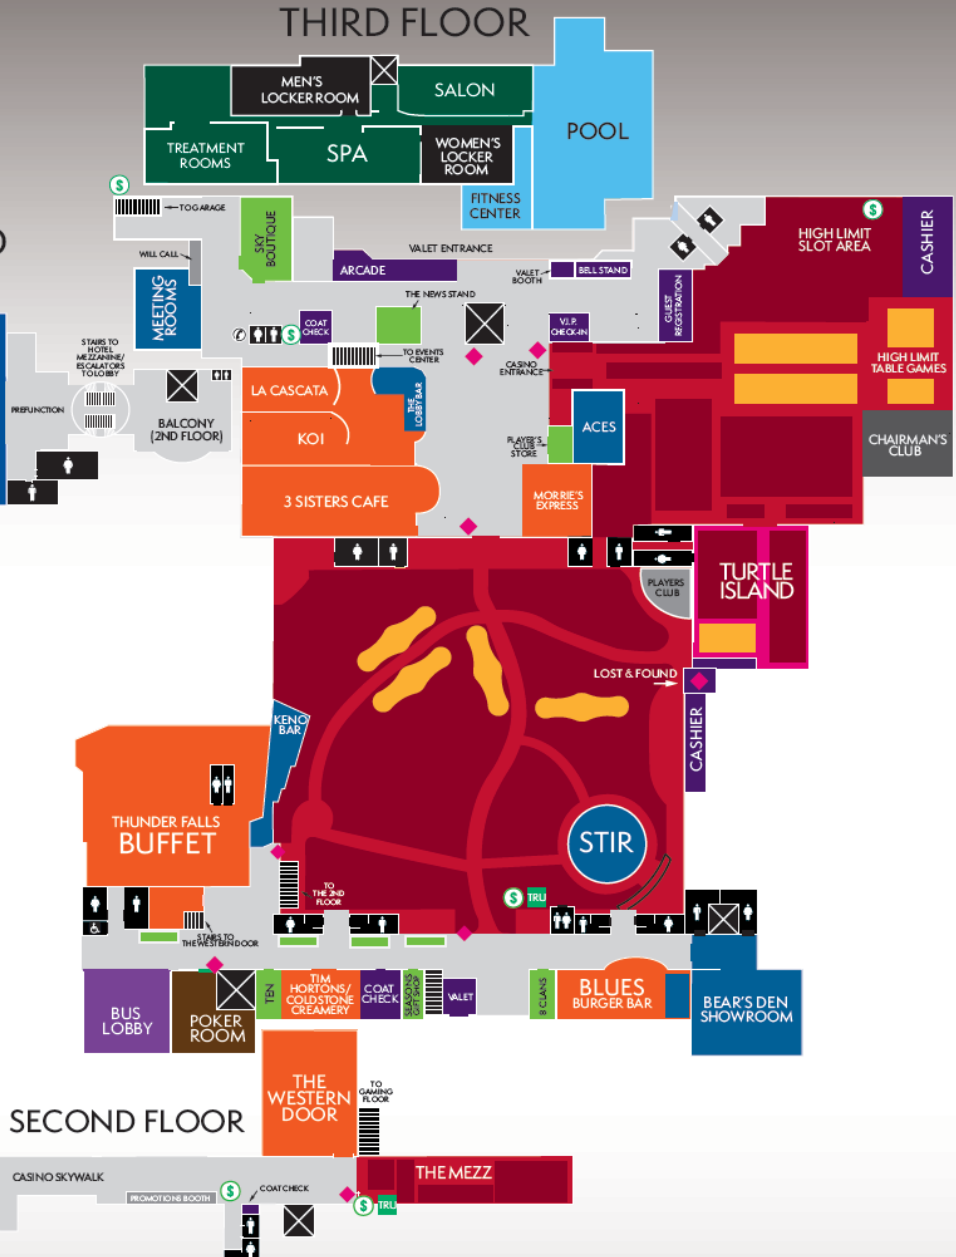 THIRD FLOOR
MEN'S
LOCKER ROOM
SALON
POOL
TREATMENT
ROOMS
SPA
WOMEN'S
LOCKER
ROOM
FITNESS
CENTER
$
TO GARAGE
SKY
BOUTIQUE
WILL CALL
VALET ENTRANCE
ARCADE
VALET
BOOTH
BELL STAND
$
HIGH LIMIT
SLOT AREA
CASHIER
MEETING
ROOMS
THE NEWS STAND
GUEST
REGISTRATION
COAT
CHECK
$
V.I.P.
CHECK-IN
STAIRS TO
HOTEL
MEZZANINE/
ESCALATORS
TO LOBBY
TO EVENTS
CENTER
CASINO
ENTRANCE
HIGH LIMIT
TABLE GAMES
PREFUNCTION
BALCONY
(2ND FLOOR)
LA CASCATA
THE
LOBBY BAR
KOI
PLAYER'S
CLUB
STORE
ACES
CHAIRMAN'S
CLUB
3 SISTERS CAFE
MORRIE'S
EXPRESS
PLAYERS
CLUB
TURTLE
ISLAND
LOST & FOUND
CASHIER
KENO
BAR
THUNDER FALLS
BUFFET
STIR
TO
THE 2ND
FLOOR
$
TRU
STAIRS TO
THE WESTERN DOOR
BUS
LOBBY
POKER
ROOM
TEN
TIM
HORTONS/
COLDSTONE
CREAMERY
COAT
CHECK
SEASONS
GIFT SHOP
VALET
8 CLANS
BLUES
BURGER BAR
BEAR'S DEN
SHOWROOM
THE
WESTERN
DOOR
TO
GAMING
FLOOR
SECOND FLOOR
CASINO SKYWALK
PROMOTIONS BOOTH
$
COAT CHECK
THE MEZZ
$
TRU